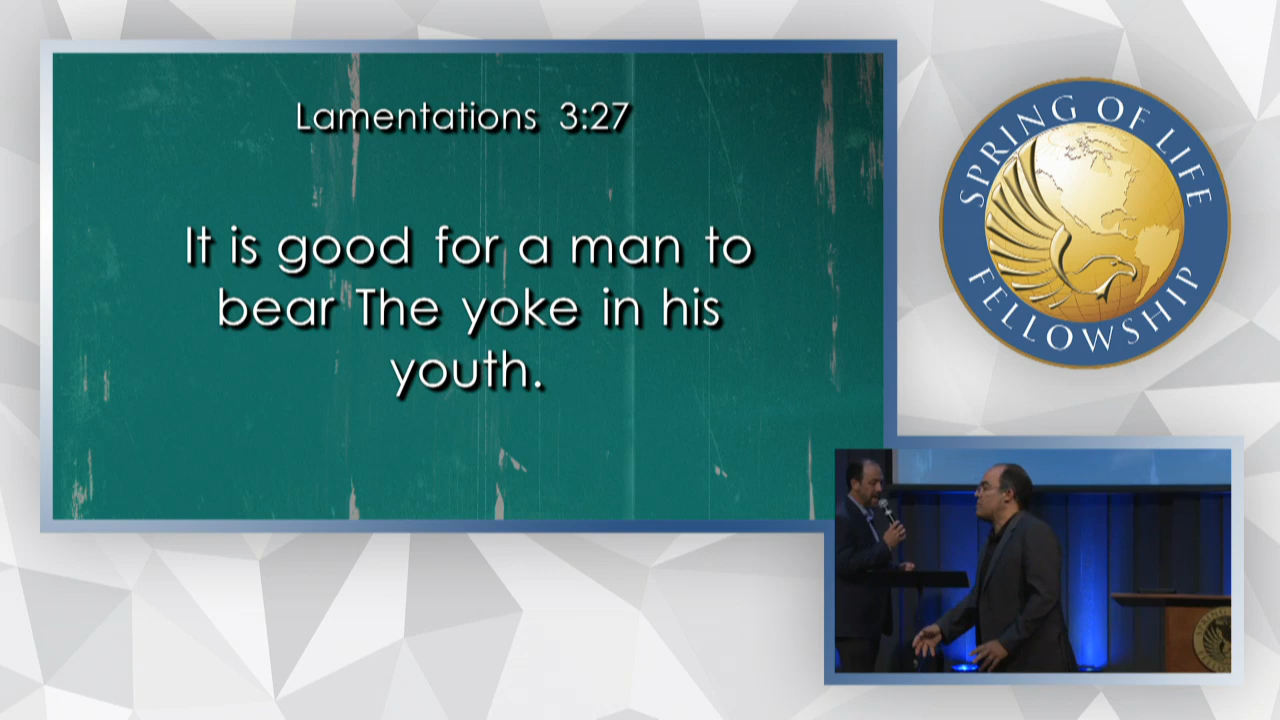 Lamentations 3:27
It is good for a man to
bear The yoke in his
youth.
SPRING OF LIFE
FELLOWSHIP